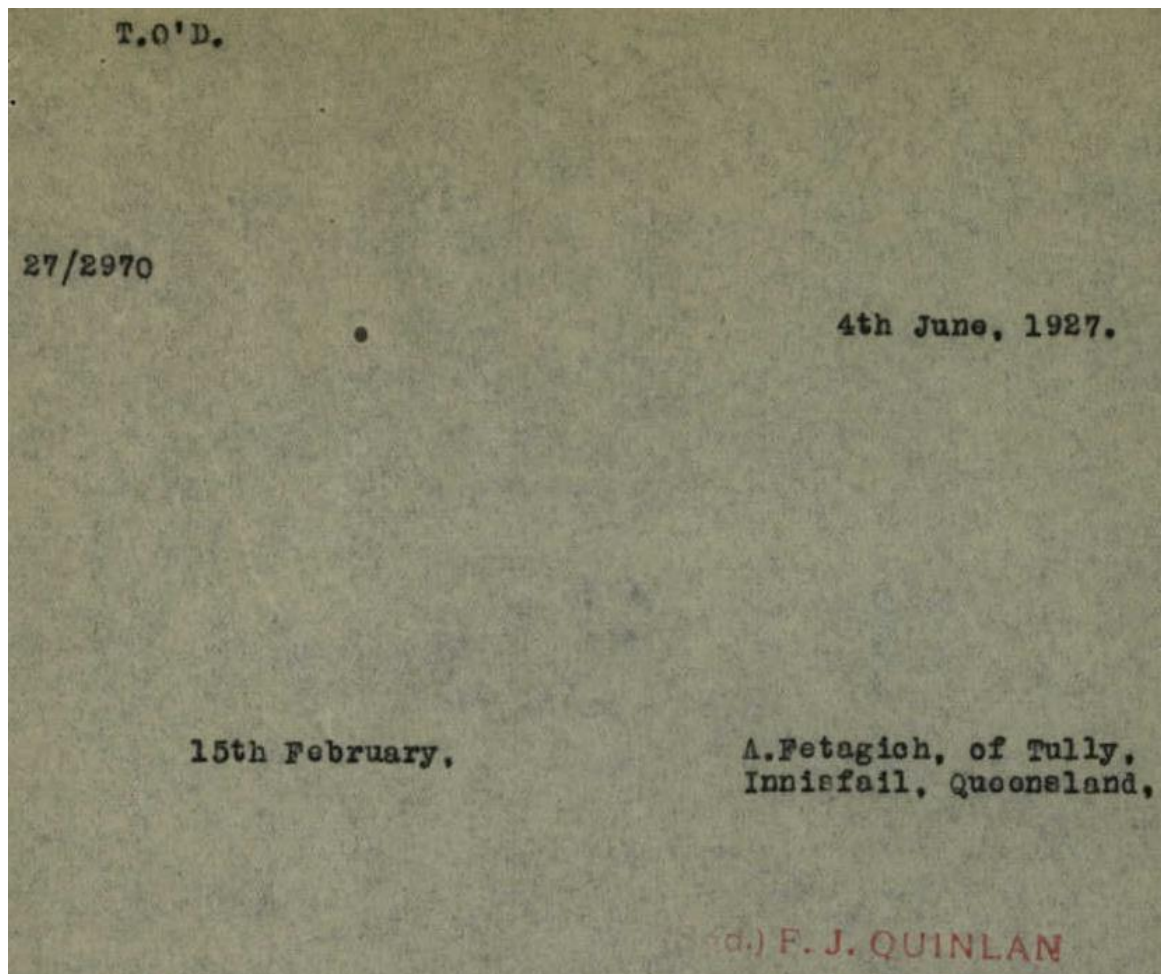 T.O'D.
27/2970
4th June, 1927.
15th February,
A.Fetagich, of Tully,
Innisfail, Queensland,
d.) F. J. QUINLAN